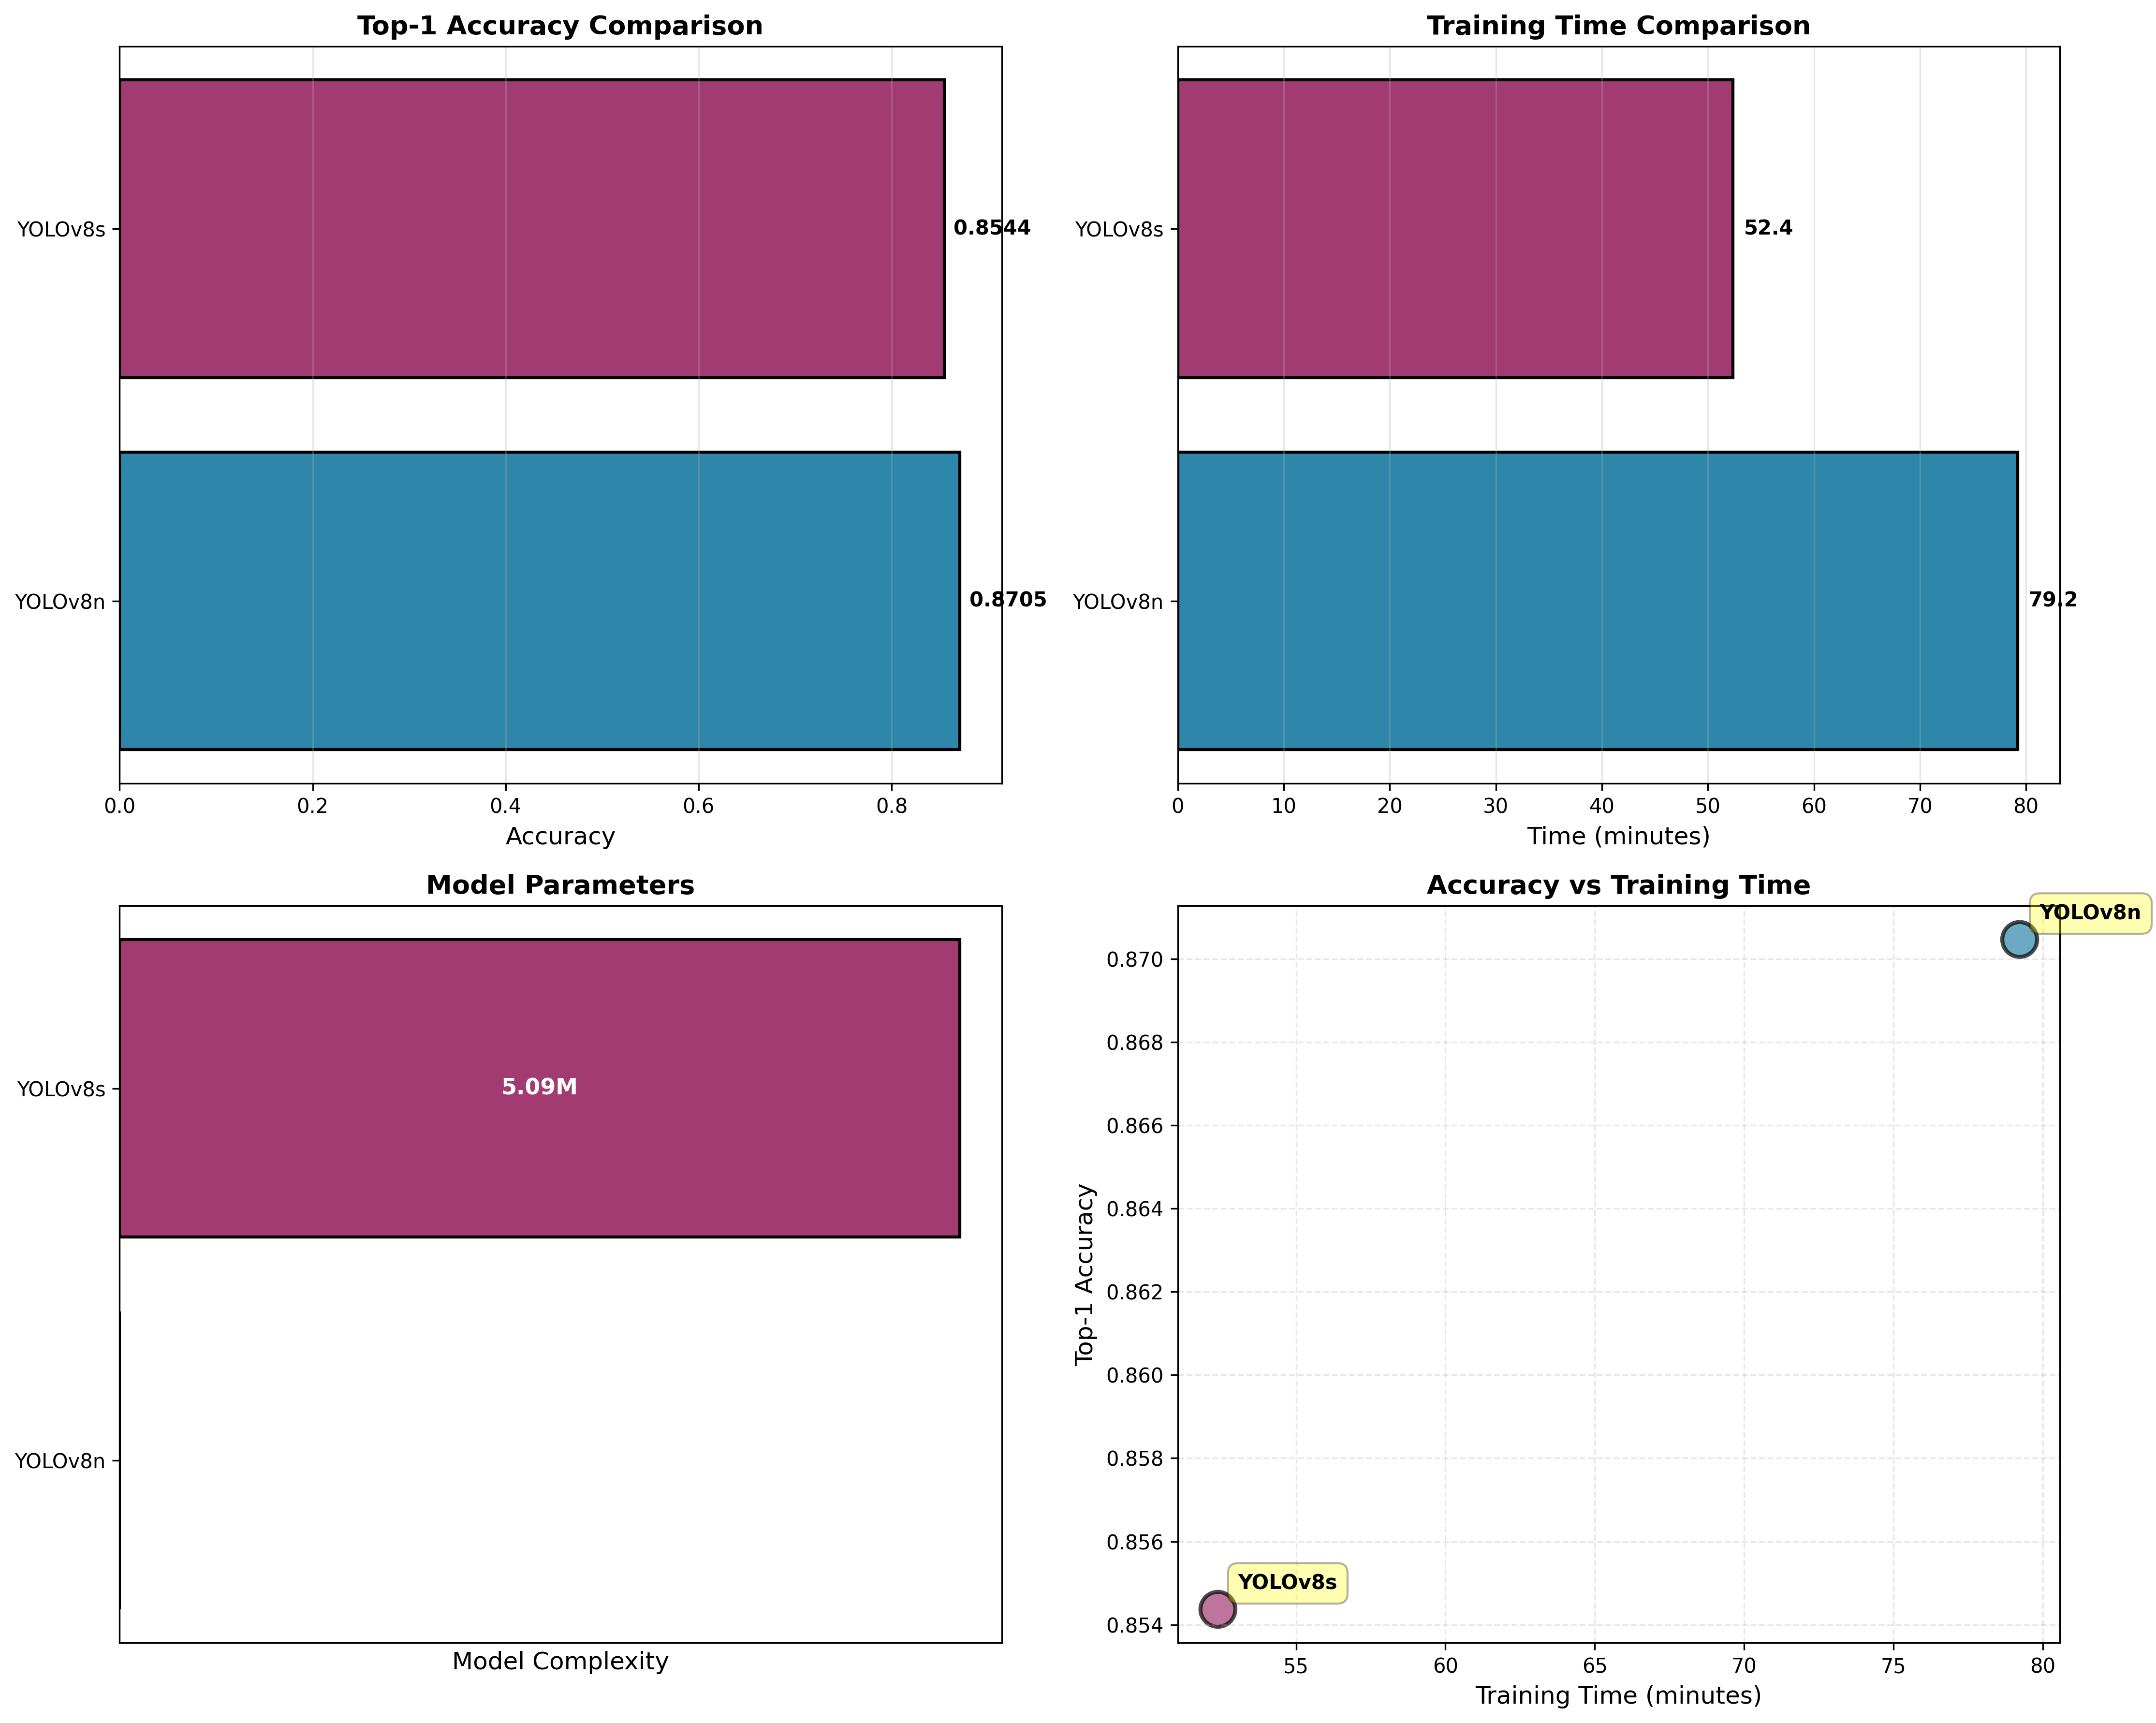 Top-1 Accuracy Comparison
YOLOv8s
0.8544
YOLOv8n
0.8705
0.0 0.2 0.4 0.6 0.8
Accuracy
Training Time Comparison
YOLOv8s
52.4
YOLOv8n
79.2
0 10 20 30 40 50 60 70 80
Time (minutes)
Model Parameters
YOLOv8s
5.09M
YOLOv8n
Model Complexity
Accuracy vs Training Time
YOLOv8n
0.870
0.868
0.866
0.864
0.862
0.860
0.858
0.856
0.854
Top-1 Accuracy
YOLOv8s
55 60 65 70 75 80
Training Time (minutes)